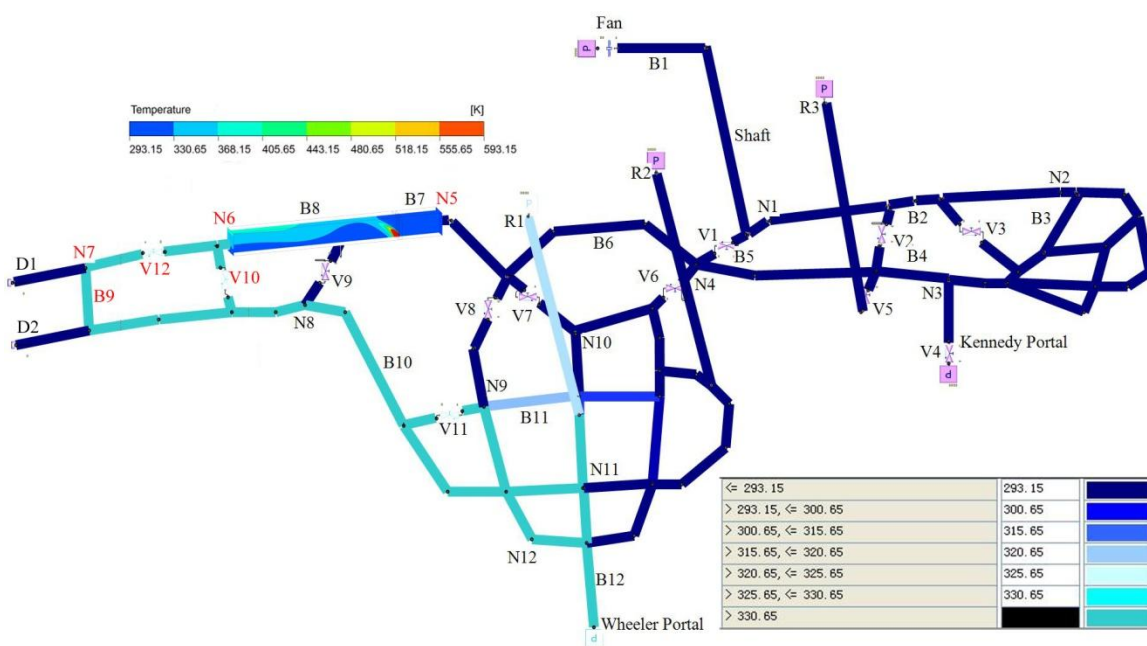 Fan
P
B1
P
R3
Temperature [K]
293.15 330.65 368.15 405.65 443.15 480.65 518.15 555.65 593.15
Shaft
P
R2
N2
B7 N5
B8
N6
P
R1
N1
B2
B3
V3
B6
V1
V2
N7
B5
B4
D1
V12
V10
V9
V6
N4
N3
B9
V8
V7
V5
D2
N8
N10
V4
Kennedy Portal
P
B10
N9
B11
V11
N11
<= 293.15 293.15
> 293.15, <= 300.65 300.65
> 300.65, <= 315.65 315.65
> 315.65, <= 320.65 320.65
> 320.65, <= 325.65 325.65
> 325.65, <= 330.65 330.65
> 330.65
N12
B12
Wheeler Portal
P